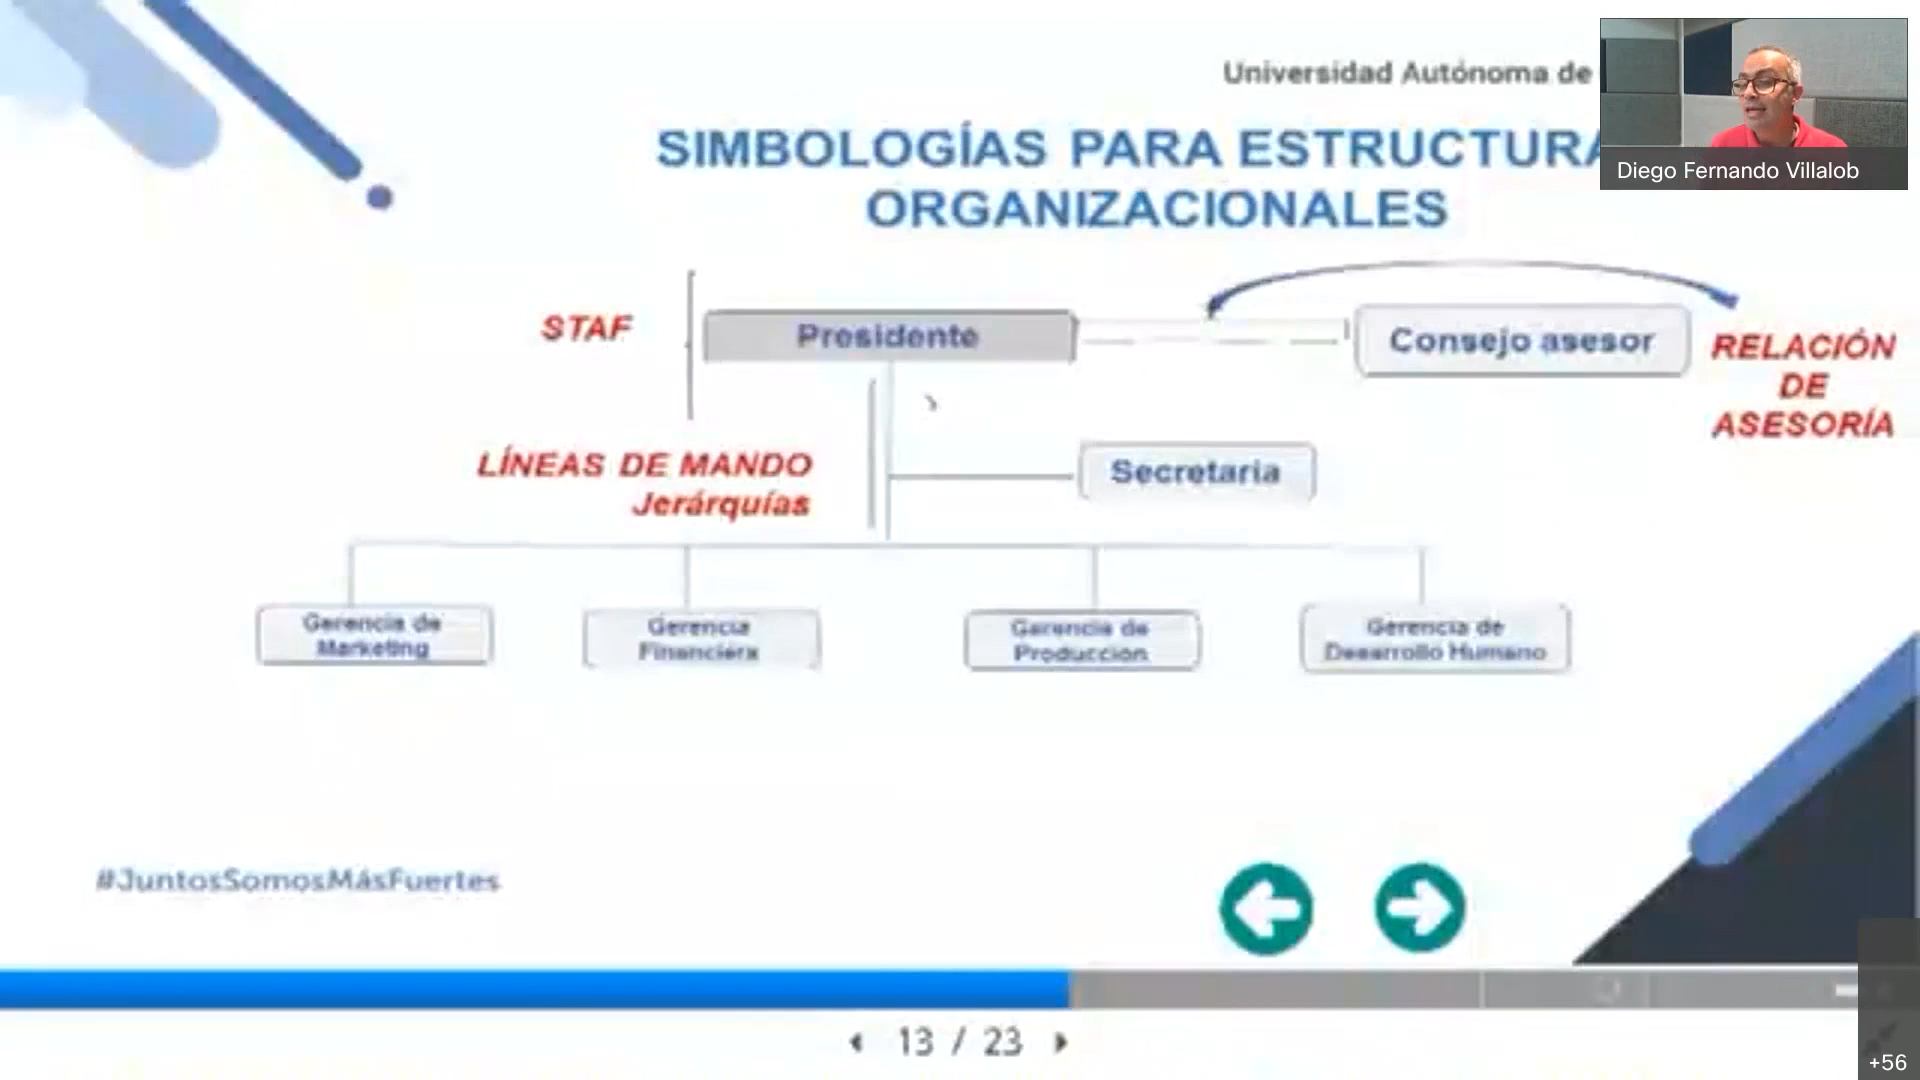 Universidad Autónoma de
Diego Fernando Villalob
SIMBOLOGÍAS PARA ESTRUCTURA
ORGANIZACIONALES
STAF
Presidente
Consejo asesor
RELACIÓN
DE
ASESORÍA
LÍNEAS DE MANDO
Jerárquías
Secretaria
Gerencia de
Marketing
Gerencia
Financiera
Gerencia de
Producción
Gerencia de
Desarrollo Humano
#JuntosSomosMásFuertes
13 / 23
+56